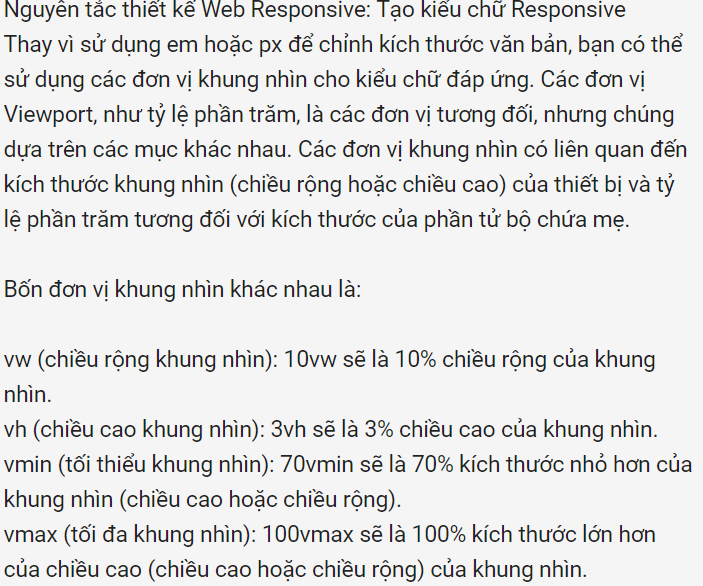 Nguyên tắc thiết kế Web Responsive: Tạo kiểu chữ Responsive
Thay vì sử dụng em hoặc px để chỉnh kích thước văn bản, bạn có thể
sử dụng các đơn vị khung nhìn cho kiểu chữ đáp ứng. Các đơn vị
Viewport, như tỷ lệ phần trăm, là các đơn vị tương đối, nhưng chúng
dựa trên các mục khác nhau. Các đơn vị khung nhìn có liên quan đến
kích thước khung nhìn (chiều rộng hoặc chiều cao) của thiết bị và tỷ
lệ phần trăm tương đối với kích thước của phần tử bộ chứa mẹ.
Bốn đơn vị khung nhìn khác nhau là:
vw (chiều rộng khung nhìn): 10vw sẽ là 10% chiều rộng của khung
nhìn.
vh (chiều cao khung nhìn): 3vh sẽ là 3% chiều cao của khung nhìn.
vmin (tối thiểu khung nhìn): 70vmin sẽ là 70% kích thước nhỏ hơn của
khung nhìn (chiều cao hoặc chiều rộng).
vmax (tối đa khung nhìn): 100vmax sẽ là 100% kích thước lớn hơn
của chiều cao (chiều cao hoặc chiều rộng) của khung nhìn.